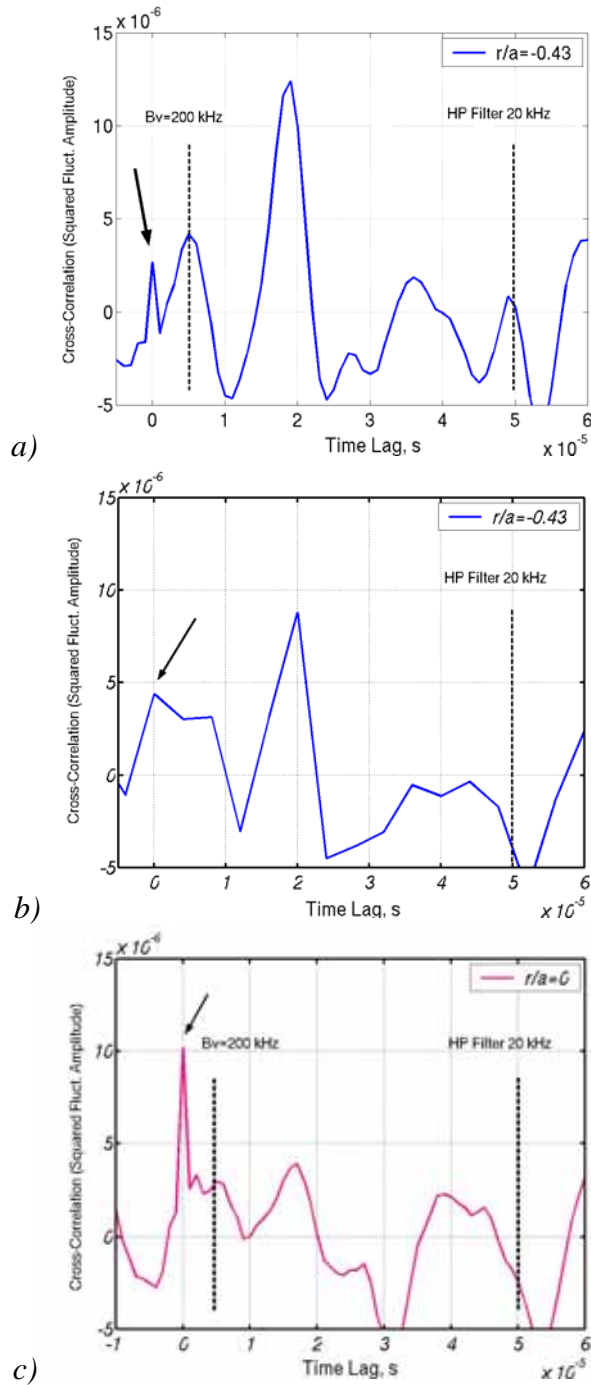 x 10⁻⁶
15
r/a=-0.43
Bv=200 kHz
HP Filter 20 kHz
10
5
0
-5
Cross-Correlation (Squared Fluct. Amplitude)
0 1 2 3 4 5 6
Time Lag, s
x 10⁻⁵
a)
x 10⁻⁶
15
r/a=-0.43
HP Filter 20 kHz
10
5
0
-5
Cross-Correlation (Squared Fluct. Amplitude)
0 1 2 3 4 5 6
Time Lag, s
x 10⁻⁵
b)
x 10⁻⁶
15
r/a=0
Bv=200 kHz
HP Filter 20 kHz
10
5
0
-5
Cross-Correlation (Squared Fluct. Amplitude)
-1 0 1 2 3 4 5 6
Time Lag, s
x 10⁻⁵
c)